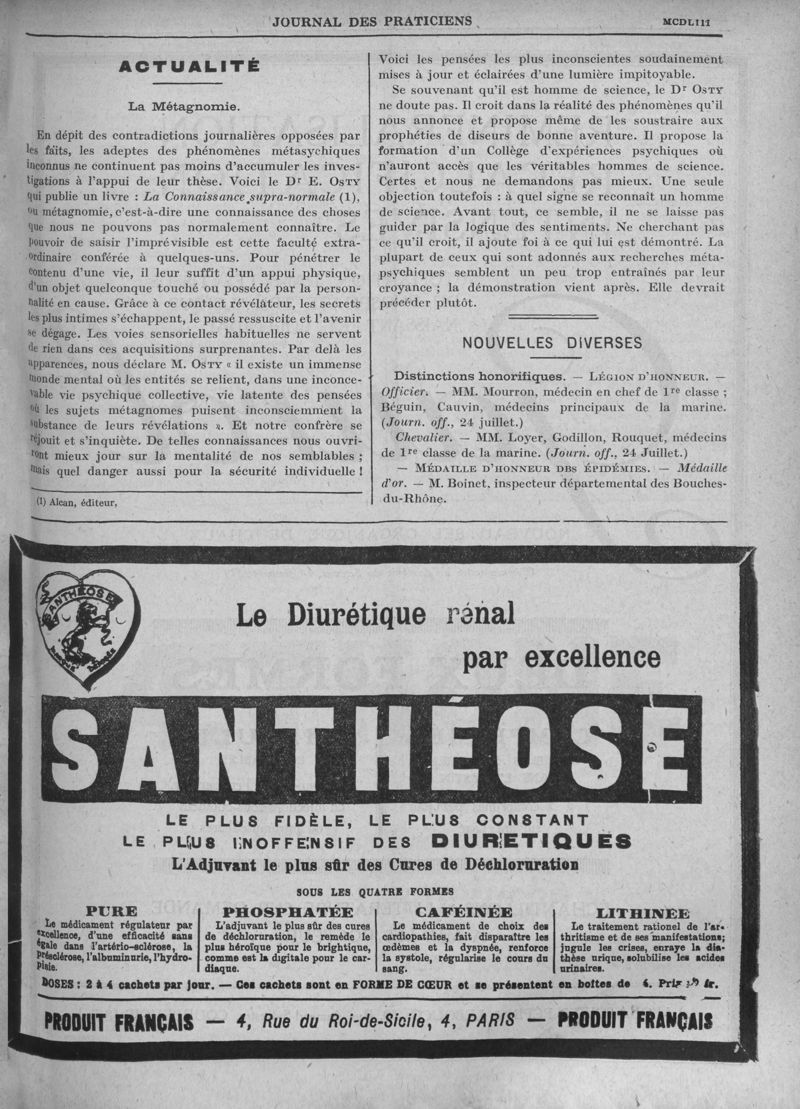 JOURNAL DES PRATICIENS
MCDLIII
ACTUALITÉ
La Métagnomie.
En dépit des contradictions journalières opposées par
les faits, les adeptes des phénomènes métasychiques
inconnus ne continuent pas moins d'accumuler les inves-
tigations à l'appui de leur thèse. Voici le Dr E. OSTY
qui publie un livre : La Connaissance supra-normale (1),
ou métagnomie, c'est-à-dire une connaissance des choses
que nous ne pouvons pas normalement connaître. Le
pouvoir de saisir l'imprévisible est cette faculté extra-
ordinaire conférée à quelques-uns. Pour pénétrer le
contenu d'une vie, il leur suffit d'un appui physique,
d'un objet quelconque touché ou possédé par la person-
nalité en cause. Grâce à ce contact révélateur, les secrets
les plus intimes s'échappent, le passé ressuscite et l'avenir
se dégage. Les voies sensorielles habituelles ne servent
de rien dans ces acquisitions surprenantes. Par delà les
apparences, nous déclare M. OSTY « il existe un immense
monde mental où les entités se relient, dans une inconce-
vable vie psychique collective, vie latente des pensées
où les sujets métagnomes puisent inconsciemment la
substance de leurs révélations ». Et notre confrère se
réjouit et s'inquiète. De telles connaissances nous ouvri-
ront mieux jour sur la mentalité de nos semblables ;
mais quel danger aussi pour la sécurité individuelle !
(1) Alcan, éditeur,
Voici les pensées les plus inconscientes soudainement
mises à jour et éclairées d'une lumière impitoyable.
Se souvenant qu'il est homme de science, le Dr OSTY
ne doute pas. Il croit dans la réalité des phénomènes qu'il
nous annonce et propose même de les soustraire aux
prophéties de diseurs de bonne aventure. Il propose la
formation d'un Collège d'expériences psychiques où
n'auront accès que les véritables hommes de science.
Certes et nous ne demandons pas mieux. Une seule
objection toutefois : à quel signe se reconnaît un homme
de science. Avant tout, ce semble, il ne se laisse pas
guider par la logique des sentiments. Ne cherchant pas
ce qu'il croit, il ajoute foi à ce qui lui est démontré. La
plupart de ceux qui sont adonnés aux recherches méta-
psychiques semblent un peu trop entraînés par leur
croyance ; la démonstration vient après. Elle devrait
précéder plutôt.
NOUVELLES DIVERSES
Distinctions honorifiques. — LÉGION D'HONNEUR. —
Officier. — MM. Mourron, médecin en chef de 1re classe ;
Béguin, Cauvin, médecins principaux de la marine.
(Journ. off., 24 juillet.)
Chevalier. — MM. Loyer, Godillon, Rouquet, médecins
de 1re classe de la marine. (Journ. off., 24 Juillet.)
— MÉDAILLE D'HONNEUR DES ÉPIDÉMIES. — Médaille
d'or. — M. Boinet, inspecteur départemental des Bouches-
du-Rhône.
SANTHÉOSE
Le Diurétique rénal
par excellence
SANTHÉOSE
LE PLUS FIDÈLE, LE PLUS CONSTANT
LE PLUS INOFFENSIF DES DIURETIQUES
L'Adjuvant le plus sûr des Cures de Déchloruration
SOUS LES QUATRE FORMES
PURE
Le médicament régulateur par
excellence, d'une efficacité sans
égale dans l'artério-sclérose, la
présclérose, l'albuminurie, l'hydro-
pisie.
PHOSPHATÉE
L'adjuvant le plus sûr des cures
de déchloruration, le remède le
plus héroïque pour le brightique,
comme est la digitale pour le car-
diaque.
CAFÉINÉE
Le médicament de choix des
cardiopathies, fait disparaître les
œdèmes et la dyspnée, renforce
la systole, régularise le cours du
sang.
LITHINEE
Le traitement rationel de l'ar-
thritisme et de ses manifestations;
jugule les crises, enraye la dia-
thèse urique, solubilise les acides
urinaires.
DOSES : 2 à 4 cachets par jour. — Ces cachets sont en FORME DE CŒUR et se présentent en boîtes de 4. Prix fr.
PRODUIT FRANÇAIS — 4, Rue du Roi-de-Sicile, 4, PARIS — PRODUIT FRANÇAIS